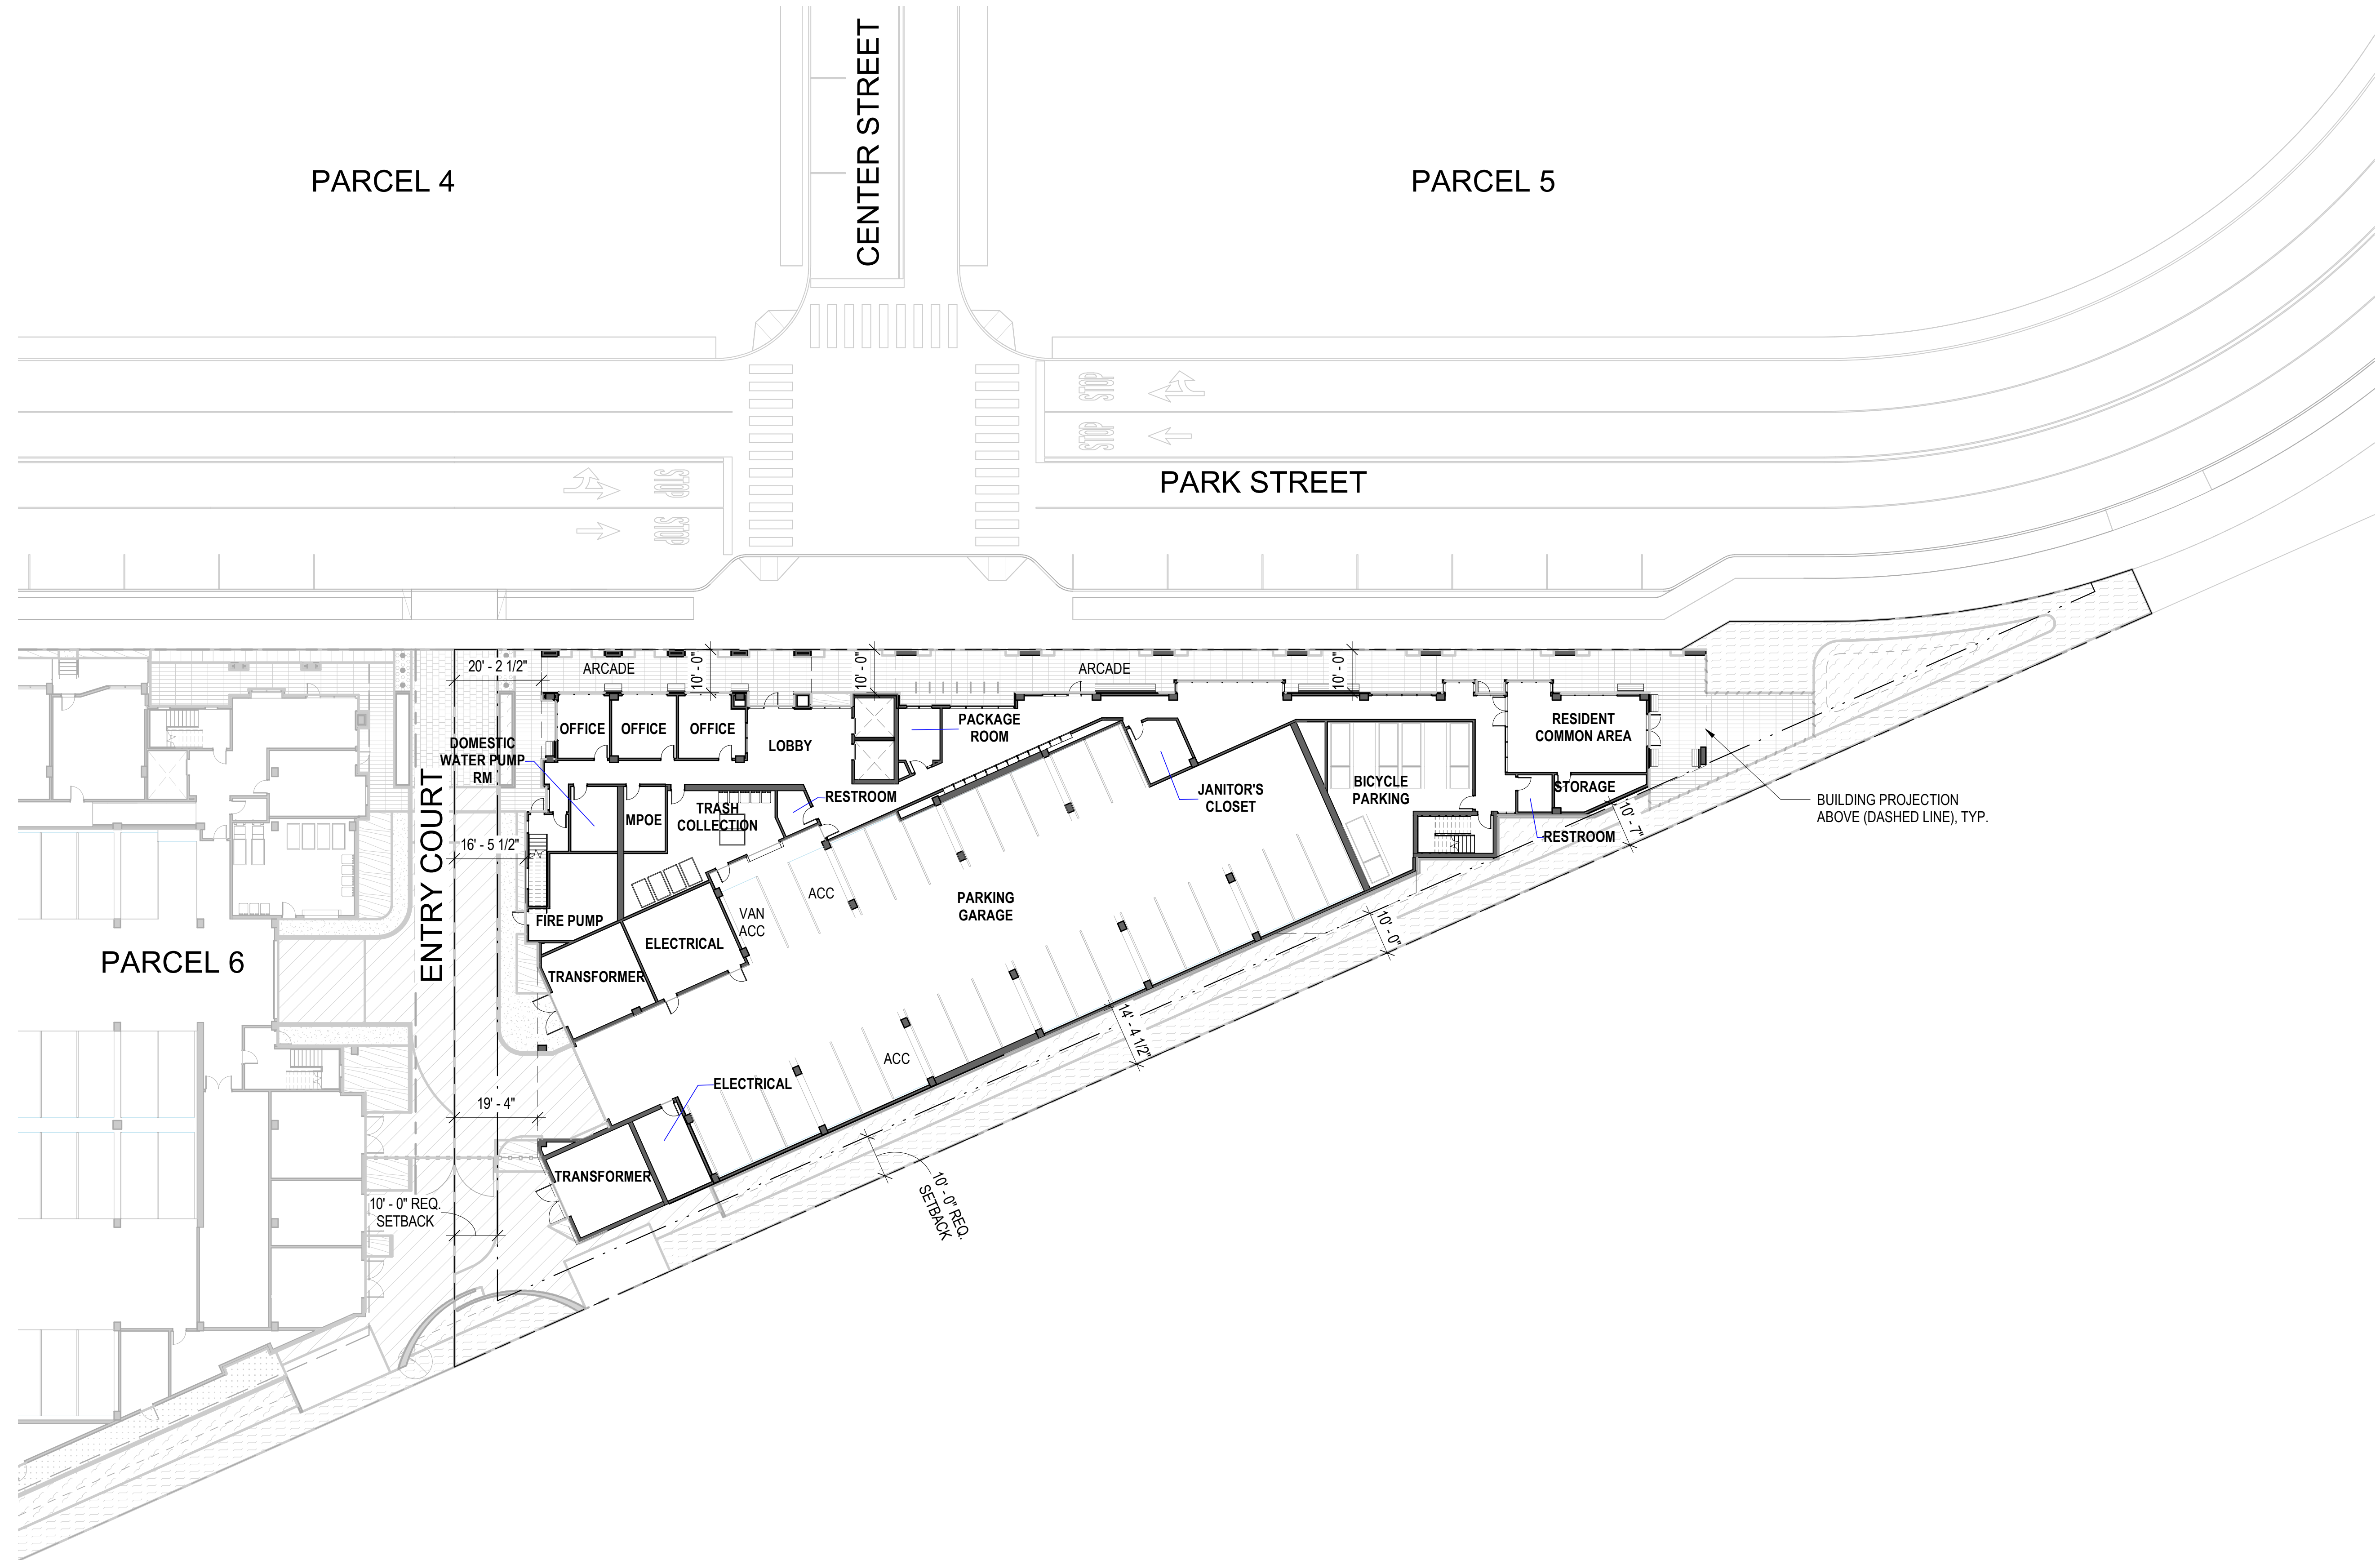 CENTER STREET
PARCEL 4
PARCEL 5
STOP
STOP
PARK STREET
STOP
STOP
20' - 2 1/2"
ARCADE
10' - 0"
10' - 0"
ARCADE
10' - 0"
OFFICE
OFFICE
OFFICE
LOBBY
PACKAGE
ROOM
RESIDENT
COMMON AREA
DOMESTIC
WATER PUMP
RM
ENTRY COURT
MPOE
TRASH
COLLECTION
RESTROOM
JANITOR'S
CLOSET
BICYCLE
PARKING
STORAGE
BUILDING PROJECTION
ABOVE (DASHED LINE), TYP.
10' - 7"
RESTROOM
16' - 5 1/2"
ACC
VAN
ACC
PARKING
GARAGE
FIRE PUMP
ELECTRICAL
10' - 0"
PARCEL 6
TRANSFORMER
14' - 4 1/2"
ACC
ELECTRICAL
19' - 4"
TRANSFORMER
10' - 0" REQ.
SETBACK
10' - 0" REQ.
SETBACK